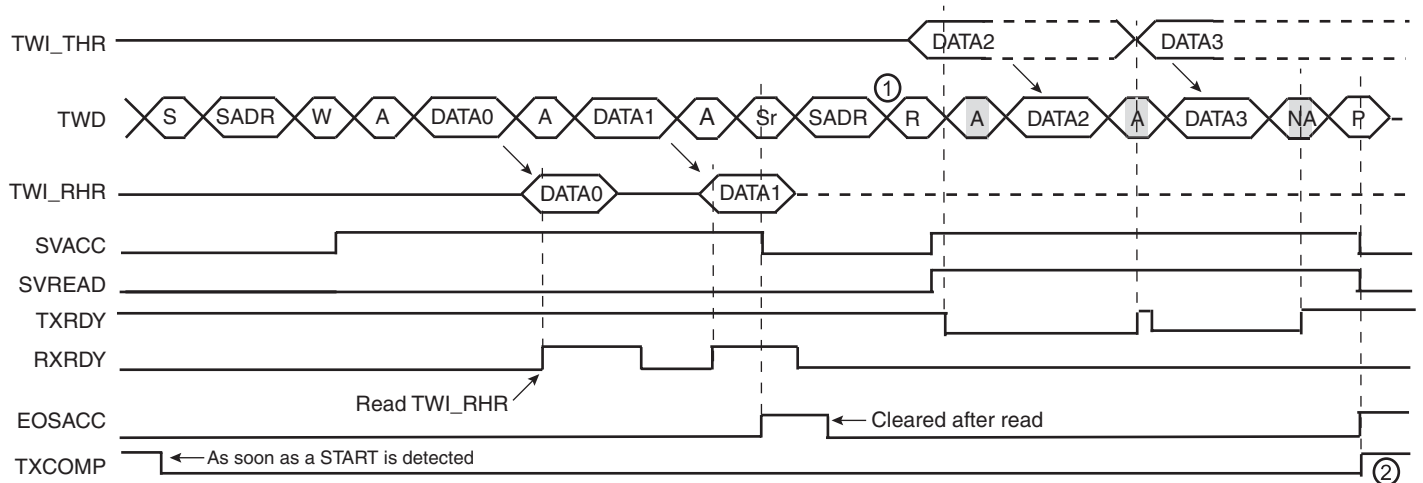 TWI_THR DATA2 DATA3
①
TWD S SADR W A DATA0 A DATA1 A Sr SADR R A DATA2 A DATA3 NA P
TWI_RHR DATA0 DATA1
SVACC
SVREAD
TXRDY
RXRDY
Read TWI_RHR
EOSACC Cleared after read
TXCOMP As soon as a START is detected ②